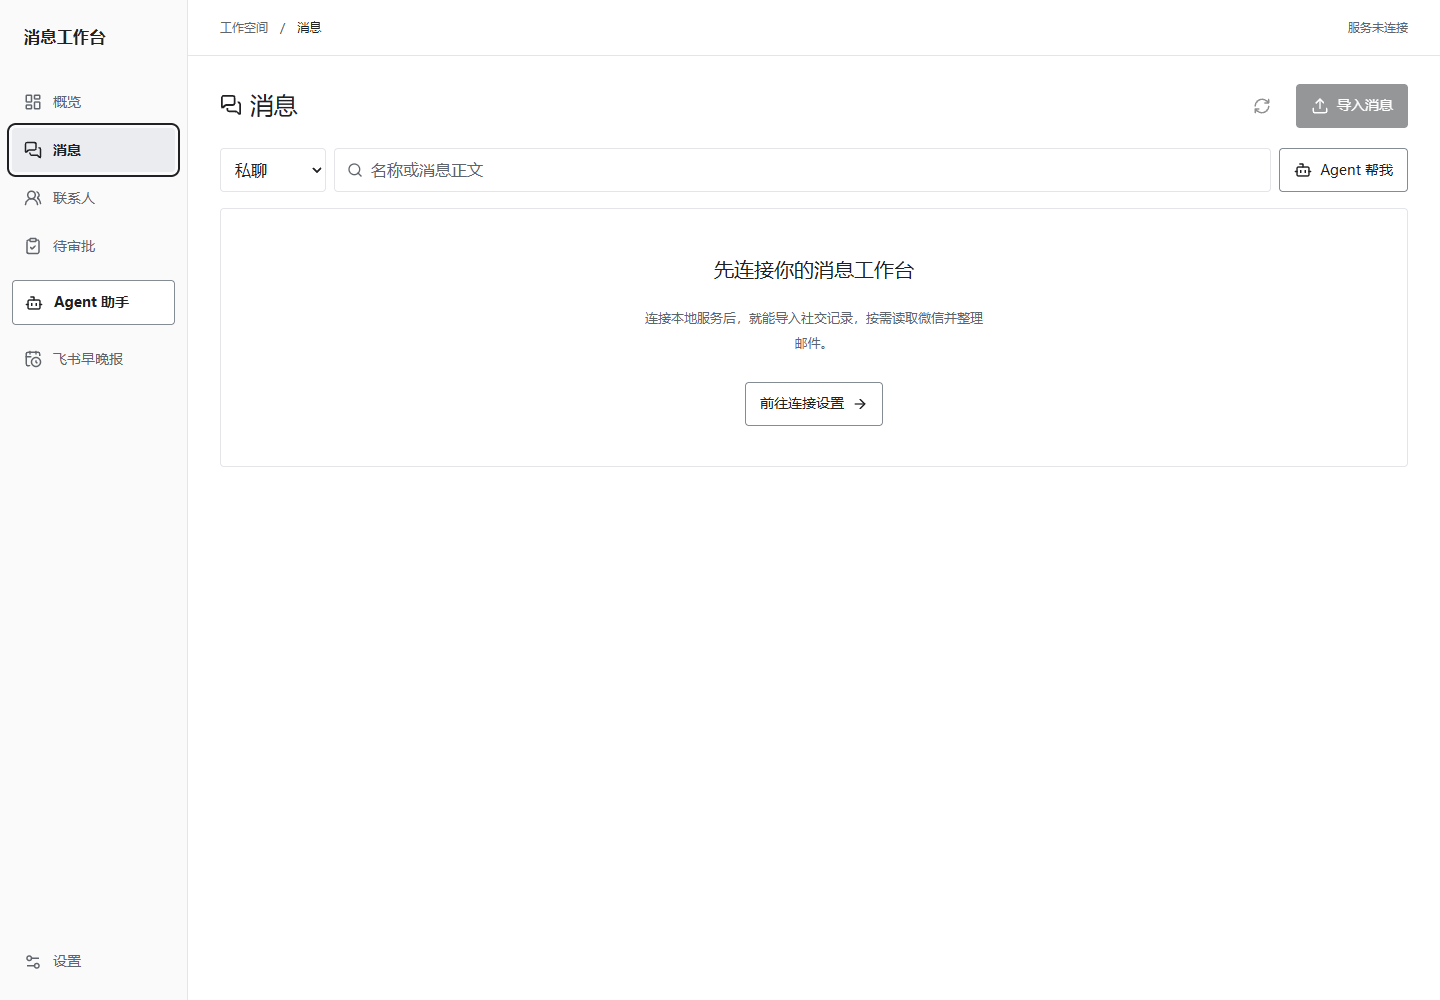 消息工作台
概览
消息
联系人
待审批
Agent 助手
飞书早晚报
设置
工作空间 / 消息
服务未连接
消息
导入消息
私聊
名称或消息正文
Agent 帮我
先连接你的消息工作台
连接本地服务后，就能导入社交记录，按需读取微信并整理
邮件。
前往连接设置